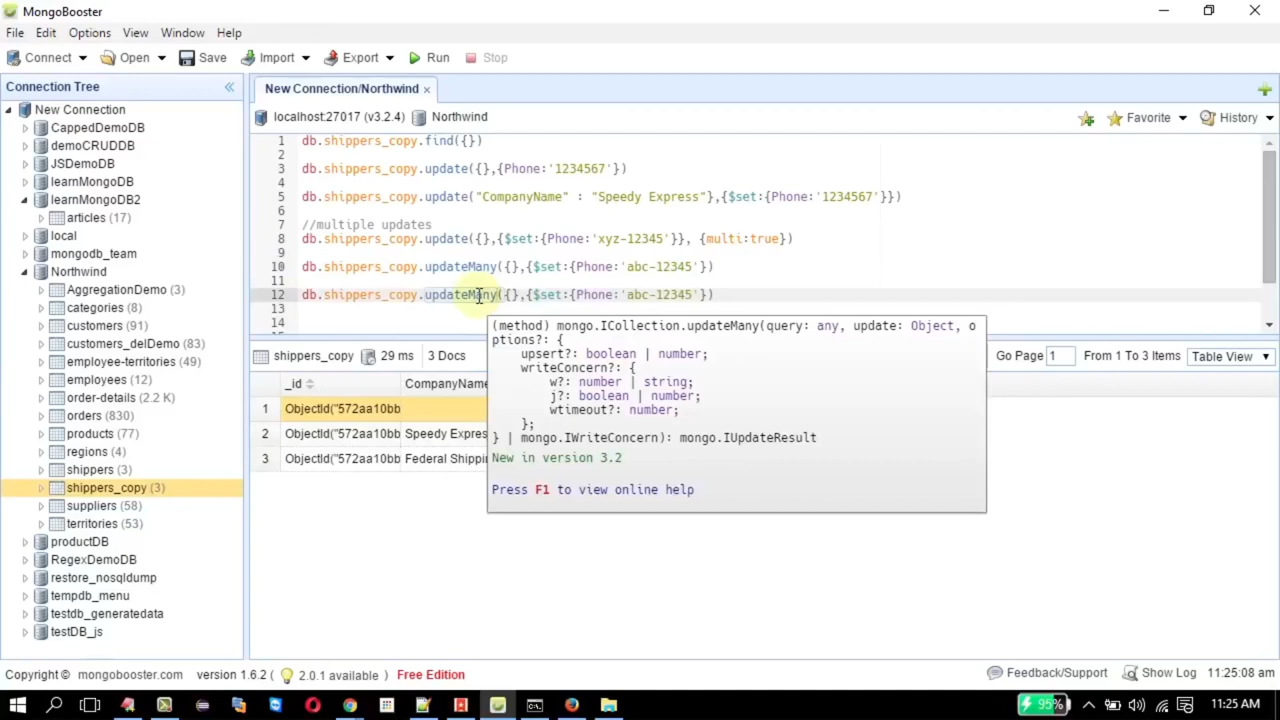 MongoBooster
File Edit Options View Window Help
Connect Open Save Import Export Run Stop
Connection Tree
New Connection
CappedDemoDB
demoCRUDDB
JSDemoDB
learnMongoDB
learnMongoDB2
articles (17)
local
mongodb_team
Northwind
AggregationDemo (3)
categories (8)
customers (91)
customers_delDemo (83)
employee-territories (49)
employees (12)
order-details (2.2 K)
orders (830)
products (77)
regions (4)
shippers (3)
shippers_copy (3)
suppliers (58)
territories (53)
productDB
RegexDemoDB
restore_nosqldump
tempdb_menu
testdb_generatedata
testDB_js
New Connection/Northwind ×
localhost:27017 (v3.2.4) Northwind
Favorite History
1 db.shippers_copy.find({})
2
3 db.shippers_copy.update({},{Phone:'1234567'})
4
5 db.shippers_copy.update("CompanyName" : "Speedy Express"},{$set:{Phone:'1234567'}})
6
7 //multiple updates
8 db.shippers_copy.update({},{$set:{Phone:'xyz-12345'}}, {multi:true})
9
10 db.shippers_copy.updateMany({},{$set:{Phone:'abc-12345'})
11
12 db.shippers_copy.updateMany({},{$set:{Phone:'abc-12345'})
13
14
(method) mongo.ICollection.updateMany(query: any, update: Object, o
ptions?: {
upsert?: boolean | number;
writeConcern?: {
w?: number | string;
j?: boolean | number;
wtimeout?: number;
};
} | mongo.IWriteConcern): mongo.IUpdateResult
New in version 3.2
Press F1 to view online help
shippers_copy 29 ms 3 Docs
Go Page 1 From 1 To 3 Items Table View
_id CompanyName
1 ObjectId("572aa10bb
2 ObjectId("572aa10bb Speedy Expres
3 ObjectId("572aa10bb Federal Shippin
Copyright © mongobooster.com version 1.6.2 ( 2.0.1 available ) Free Edition
Feedback/Support Show Log 11:25:08 am
95% 11:25 AM